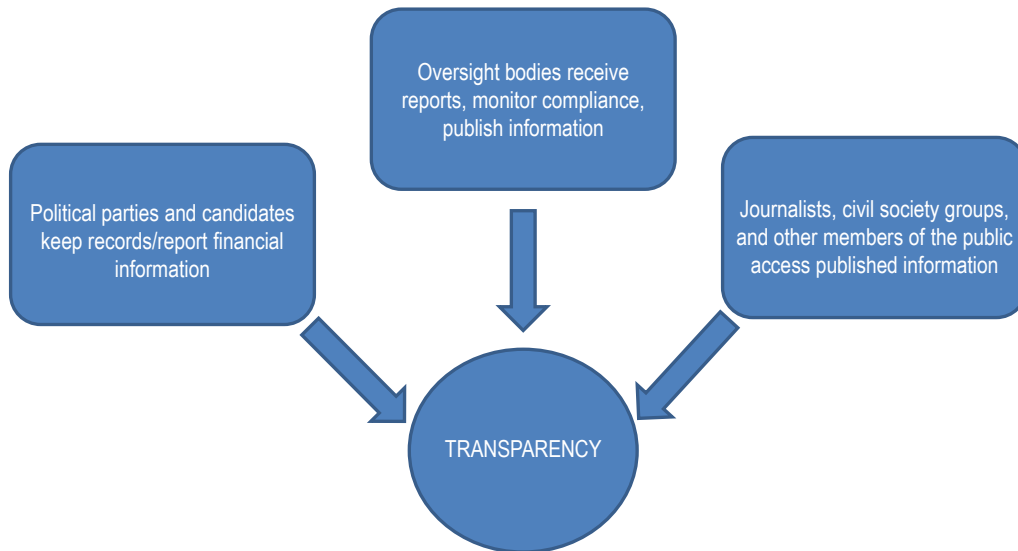 Oversight bodies receive
reports, monitor compliance,
publish information
Political parties and candidates
keep records/report financial
information
Journalists, civil society groups,
and other members of the public
access published information
TRANSPARENCY